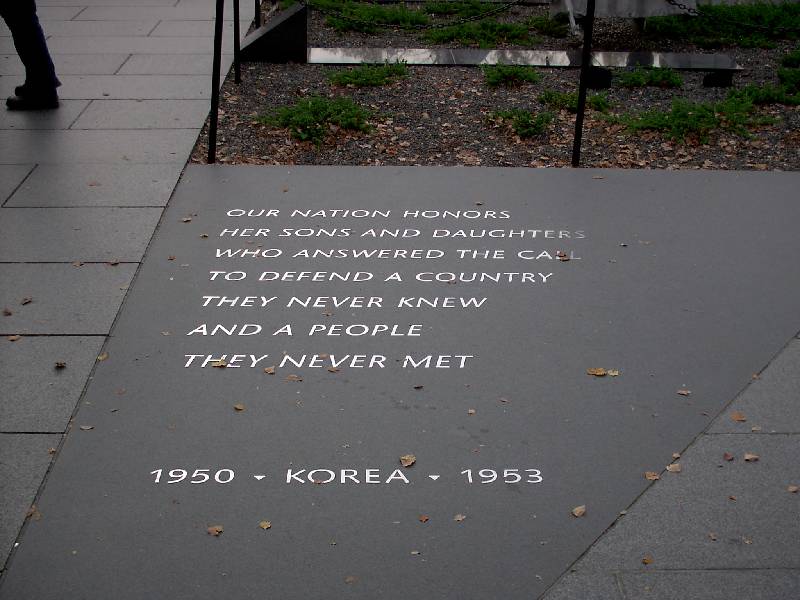 OUR NATION HONORS
HER SONS AND DAUGHTERS
WHO ANSWERED THE CALL
TO DEFEND A COUNTRY
THEY NEVER KNEW
AND A PEOPLE
THEY NEVER MET
1950 ▾ KOREA ▾ 1953